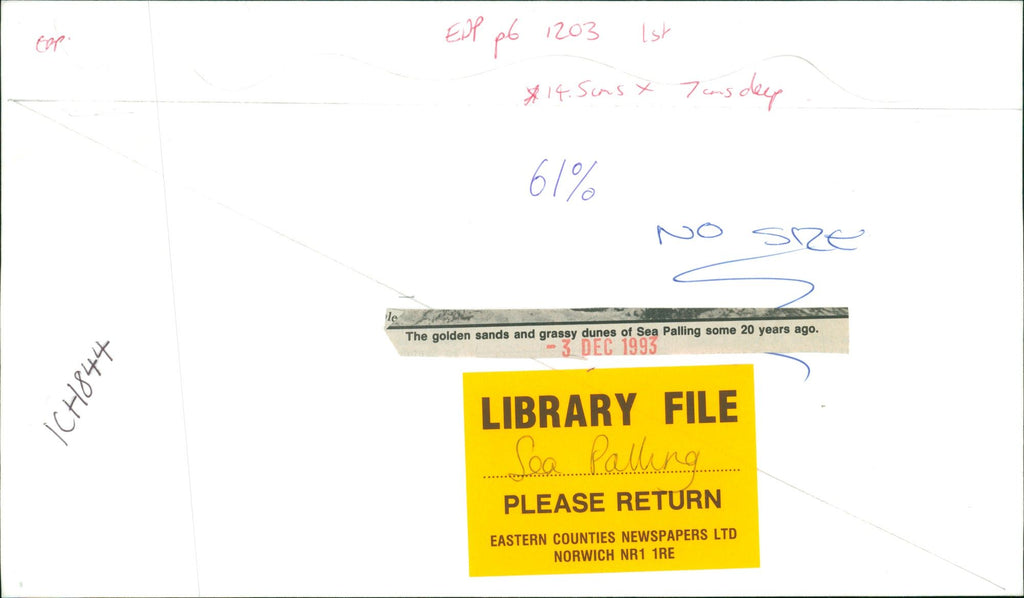 EDP p6 1203 1st
EDP
14.5cms x 7cms deep
61%
NO SIZE
le
The golden sands and grassy dunes of Sea Palling some 20 years ago.
-3 DEC 1993
ICH844
LIBRARY FILE
Sea Palling
PLEASE RETURN
EASTERN COUNTIES NEWSPAPERS LTD
NORWICH NR1 1RE